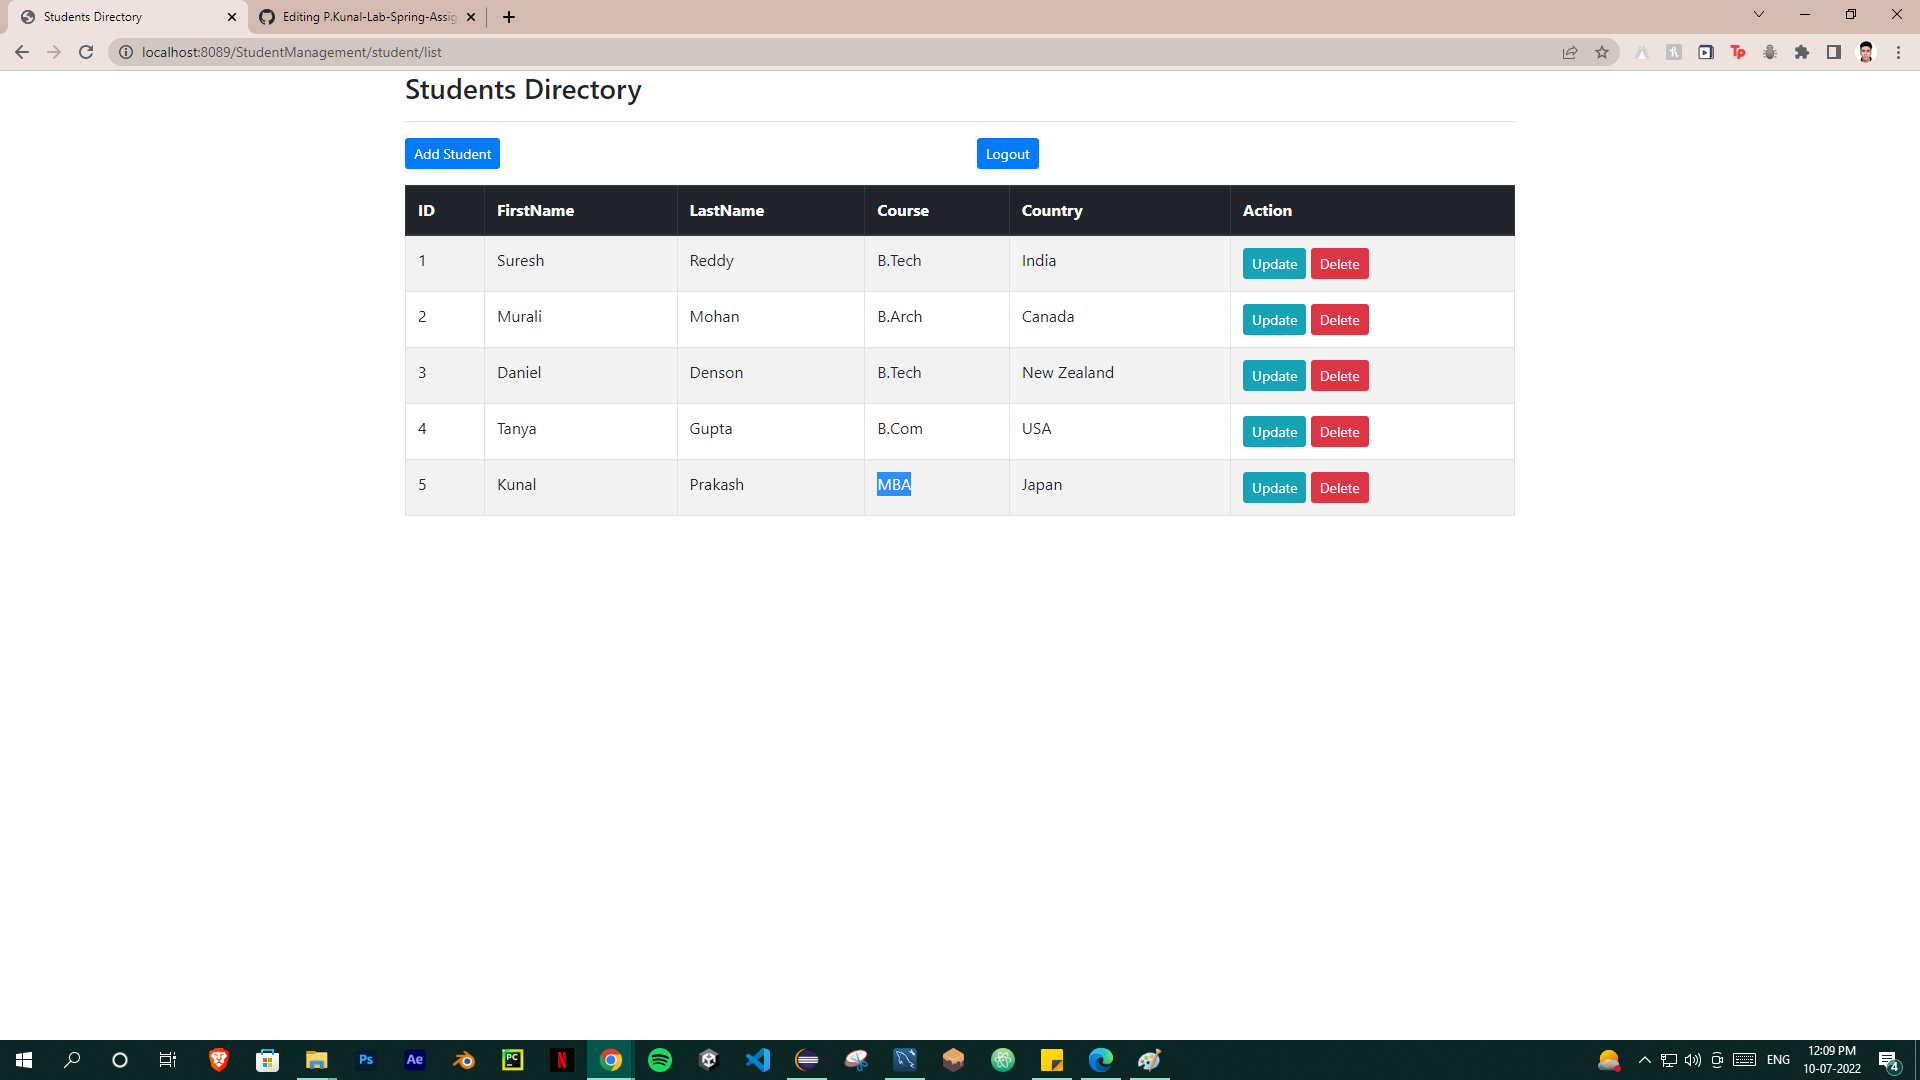 Students Directory
Editing P.Kunal-Lab-Spring-Assig
localhost:8089/StudentManagement/student/list
Students Directory
Add Student Logout
ID FirstName LastName Course Country Action
1 Suresh Reddy B.Tech India Update Delete
2 Murali Mohan B.Arch Canada Update Delete
3 Daniel Denson B.Tech New Zealand Update Delete
4 Tanya Gupta B.Com USA Update Delete
5 Kunal Prakash MBA Japan Update Delete
Ps Ae PC N ENG 12:09 PM
10-07-2022 4